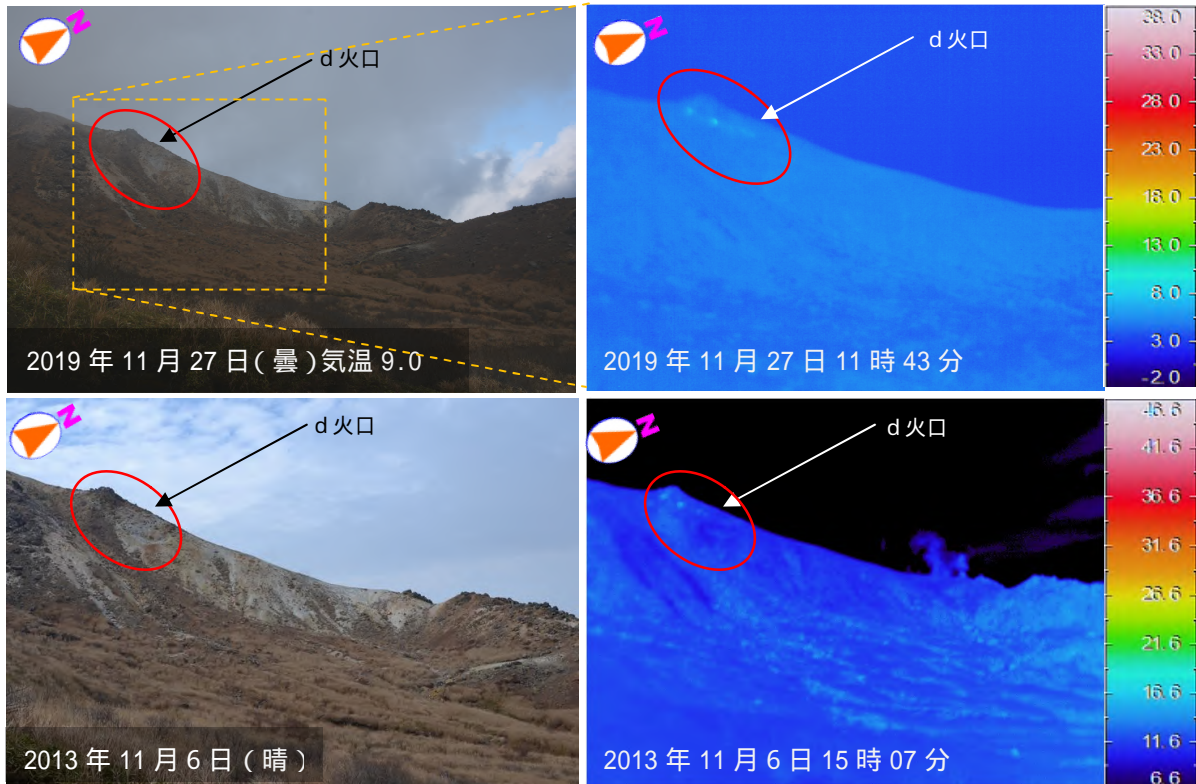 N
d 火口
2019 年 11 月 27 日(曇)気温 9.0
N
d 火口
2019 年 11 月 27 日 11 時 43 分
38.0
33.0
28.0
23.0
18.0
13.0
8.0
3.0
-2.0
N
d 火口
2013 年 11 月 6 日(晴)
N
d 火口
2013 年 11 月 6 日 15 時 07 分
46.6
41.6
36.6
31.6
26.6
21.6
16.6
11.6
6.6